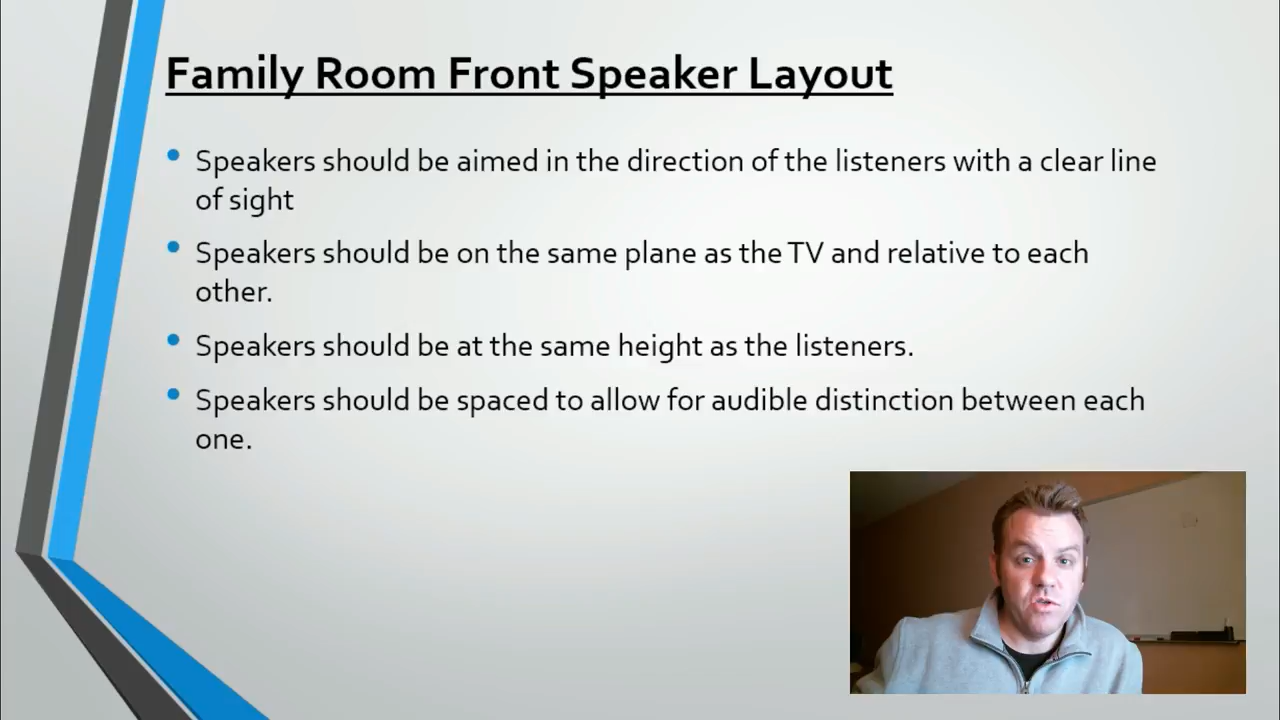 Family Room Front Speaker Layout
Speakers should be aimed in the direction of the listeners with a clear line
of sight
Speakers should be on the same plane as the TV and relative to each
other.
Speakers should be at the same height as the listeners.
Speakers should be spaced to allow for audible distinction between each
one.